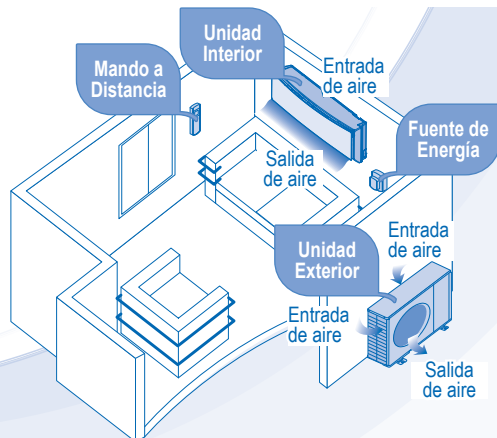 Unidad
Interior
Entrada
de aire
Mando a
Distancia
Fuente de
Energía
Salida
de aire
Unidad
Exterior
Entrada
de aire
Entrada
de aire
Salida
de aire